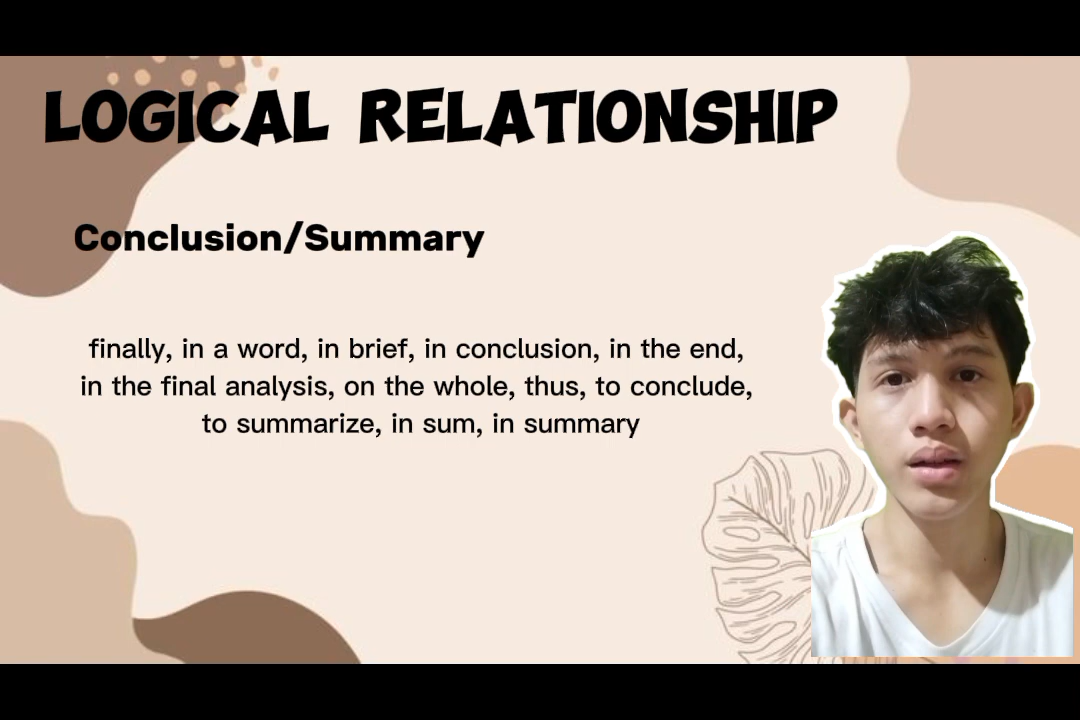 LOGICAL RELATIONSHIP
Conclusion/Summary
finally, in a word, in brief, in conclusion, in the end,
in the final analysis, on the whole, thus, to conclude,
to summarize, in sum, in summary